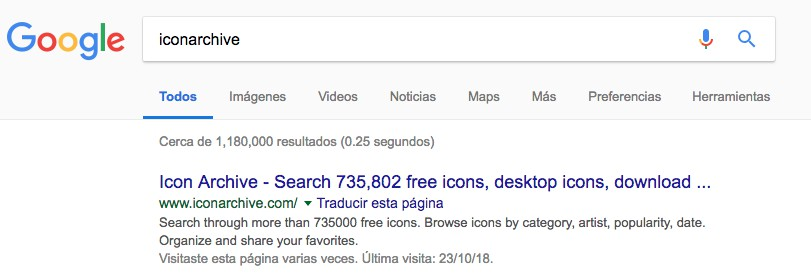 Google
iconarchive
Todos Imágenes Videos Noticias Maps Más Preferencias Herramientas
Cerca de 1,180,000 resultados (0.25 segundos)
Icon Archive - Search 735,802 free icons, desktop icons, download ...
www.iconarchive.com/ Traducir esta página
Search through more than 735000 free icons. Browse icons by category, artist, popularity, date.
Organize and share your favorites.
Visitaste esta página varias veces. Última visita: 23/10/18.